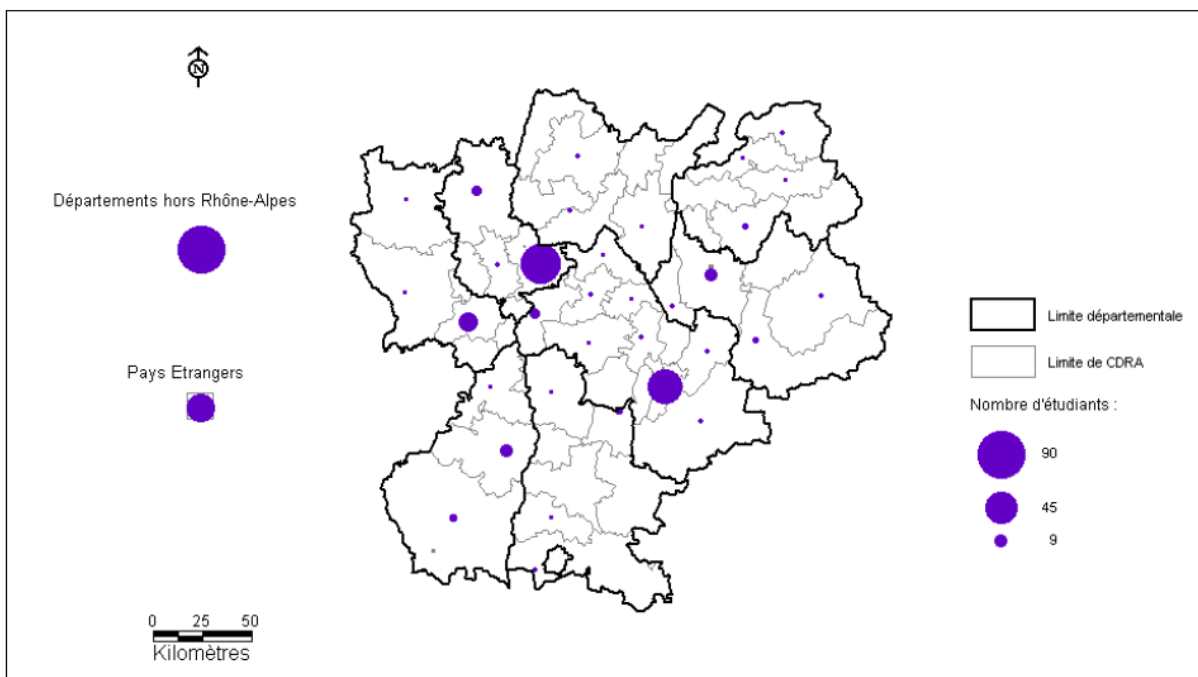 N
Départements hors Rhône-Alpes
Pays Etrangers
0 25 50
Kilomètres
Limite départementale
Limite de CDRA
Nombre d'étudiants :
90
45
9